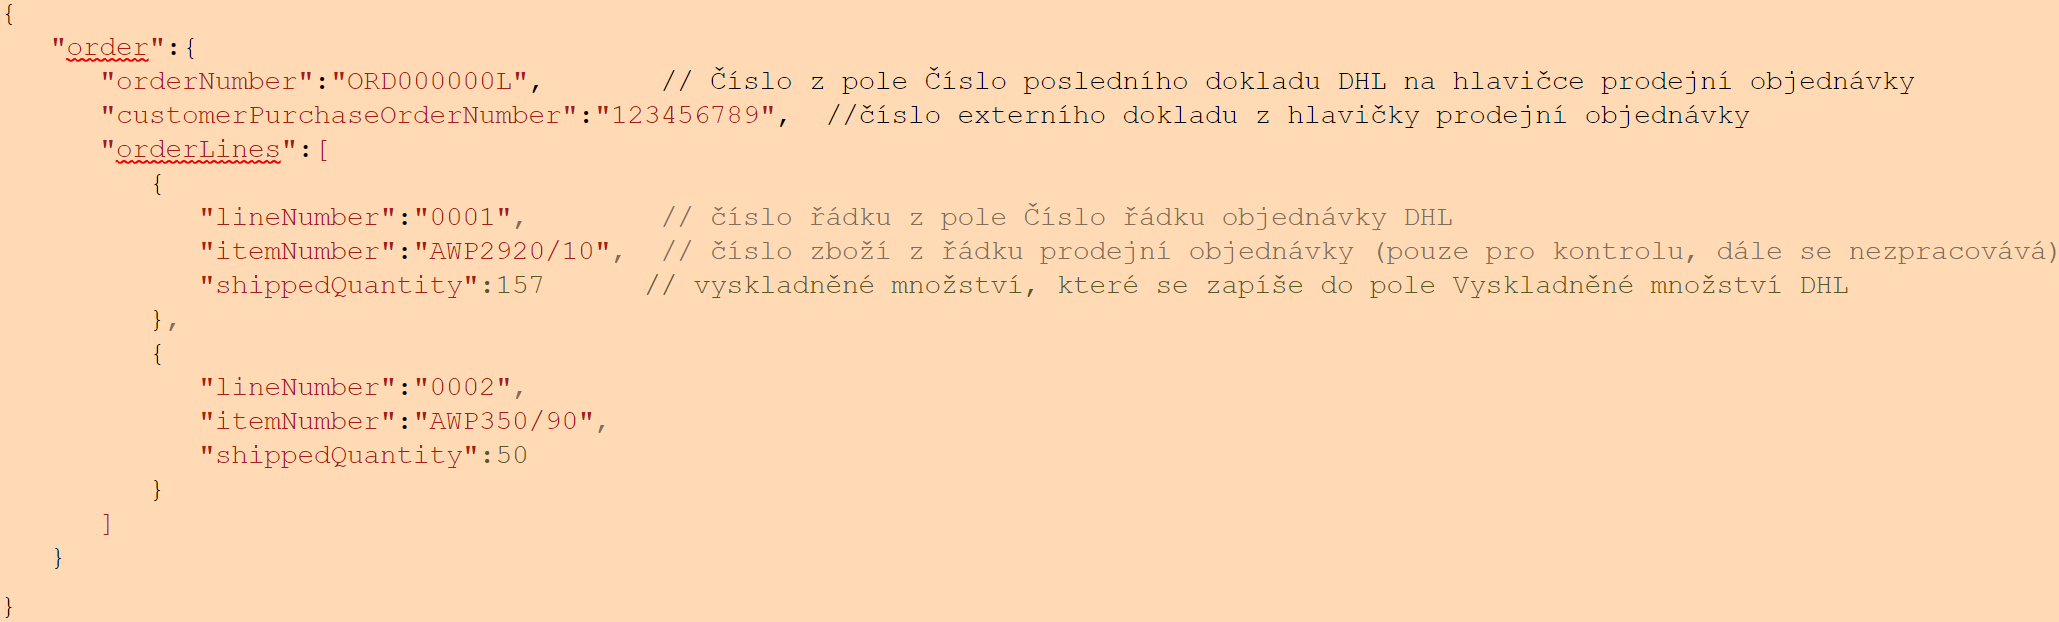 {
"order":{
"orderNumber":"ORD000000L", // Číslo z pole Číslo posledního dokladu DHL na hlavičce prodejní objednávky
"customerPurchaseOrderNumber":"123456789", //číslo externího dokladu z hlavičky prodejní objednávky
"orderLines":[
{
"lineNumber":"0001", // číslo řádku z pole Číslo řádku objednávky DHL
"itemNumber":"AWP2920/10", // číslo zboží z řádku prodejní objednávky (pouze pro kontrolu, dále se nezpracovává)
"shippedQuantity":157 // vyskladněné množství, které se zapíše do pole Vyskladněné množství DHL
},
{
"lineNumber":"0002",
"itemNumber":"AWP350/90",
"shippedQuantity":50
}
]
}
}